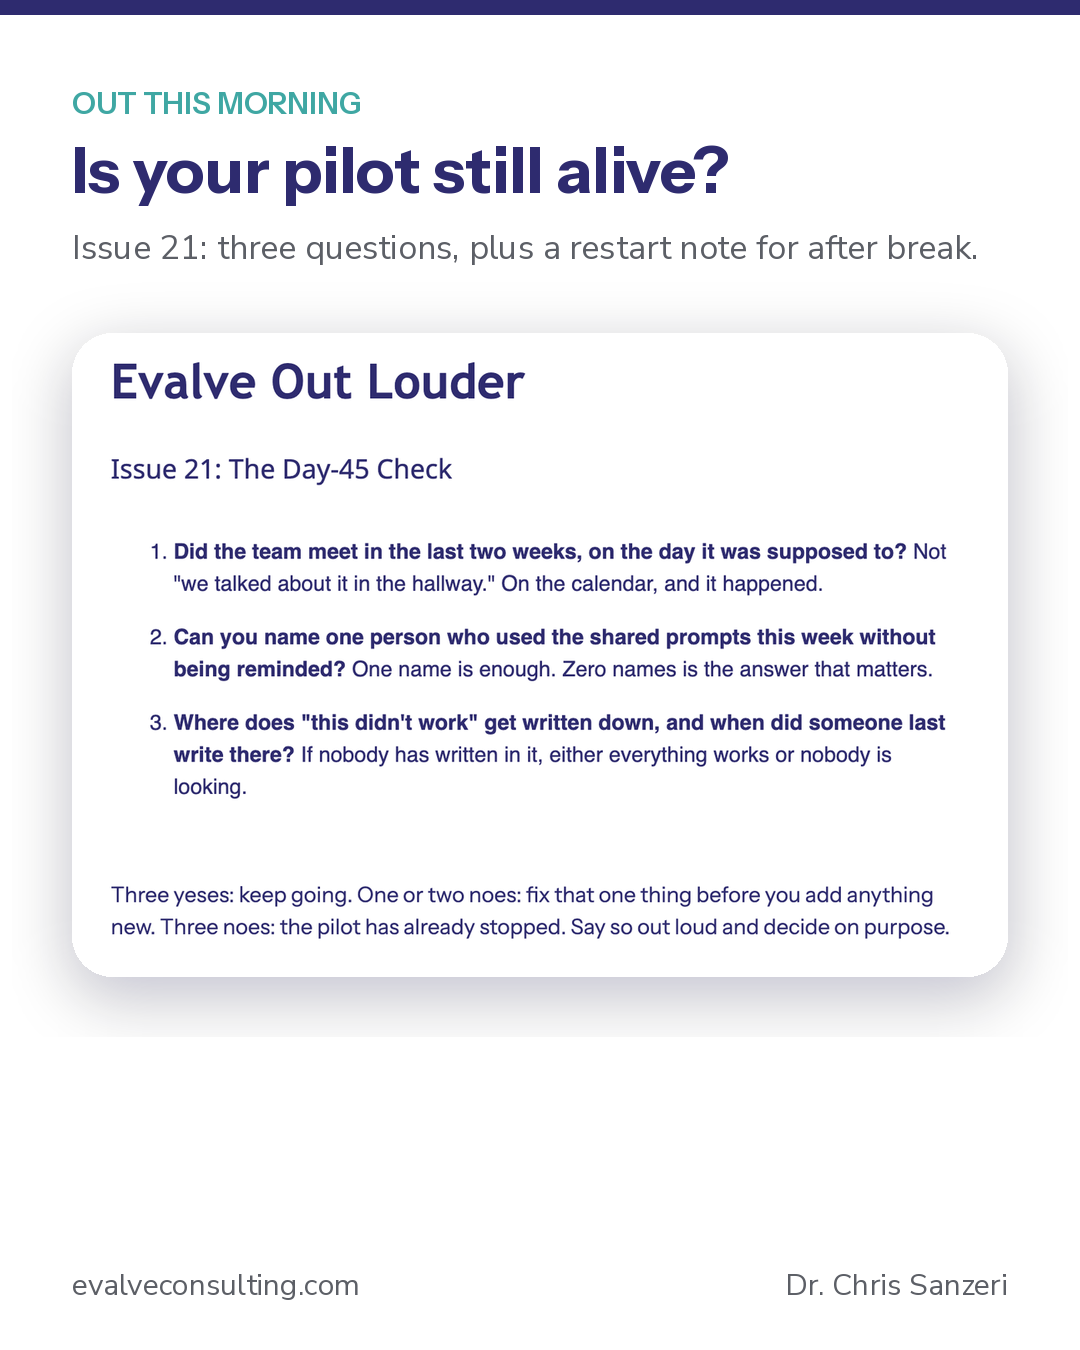 OUT THIS MORNING
Is your pilot still alive?
Issue 21: three questions, plus a restart note for after break.
Evalve Out Louder
Issue 21: The Day-45 Check
1. Did the team meet in the last two weeks, on the day it was supposed to? Not
"we talked about it in the hallway." On the calendar, and it happened.
2. Can you name one person who used the shared prompts this week without
being reminded? One name is enough. Zero names is the answer that matters.
3. Where does "this didn't work" get written down, and when did someone last
write there? If nobody has written in it, either everything works or nobody is
looking.
Three yeses: keep going. One or two noes: fix that one thing before you add anything
new. Three noes: the pilot has already stopped. Say so out loud and decide on purpose.
evalveconsulting.com
Dr. Chris Sanzeri